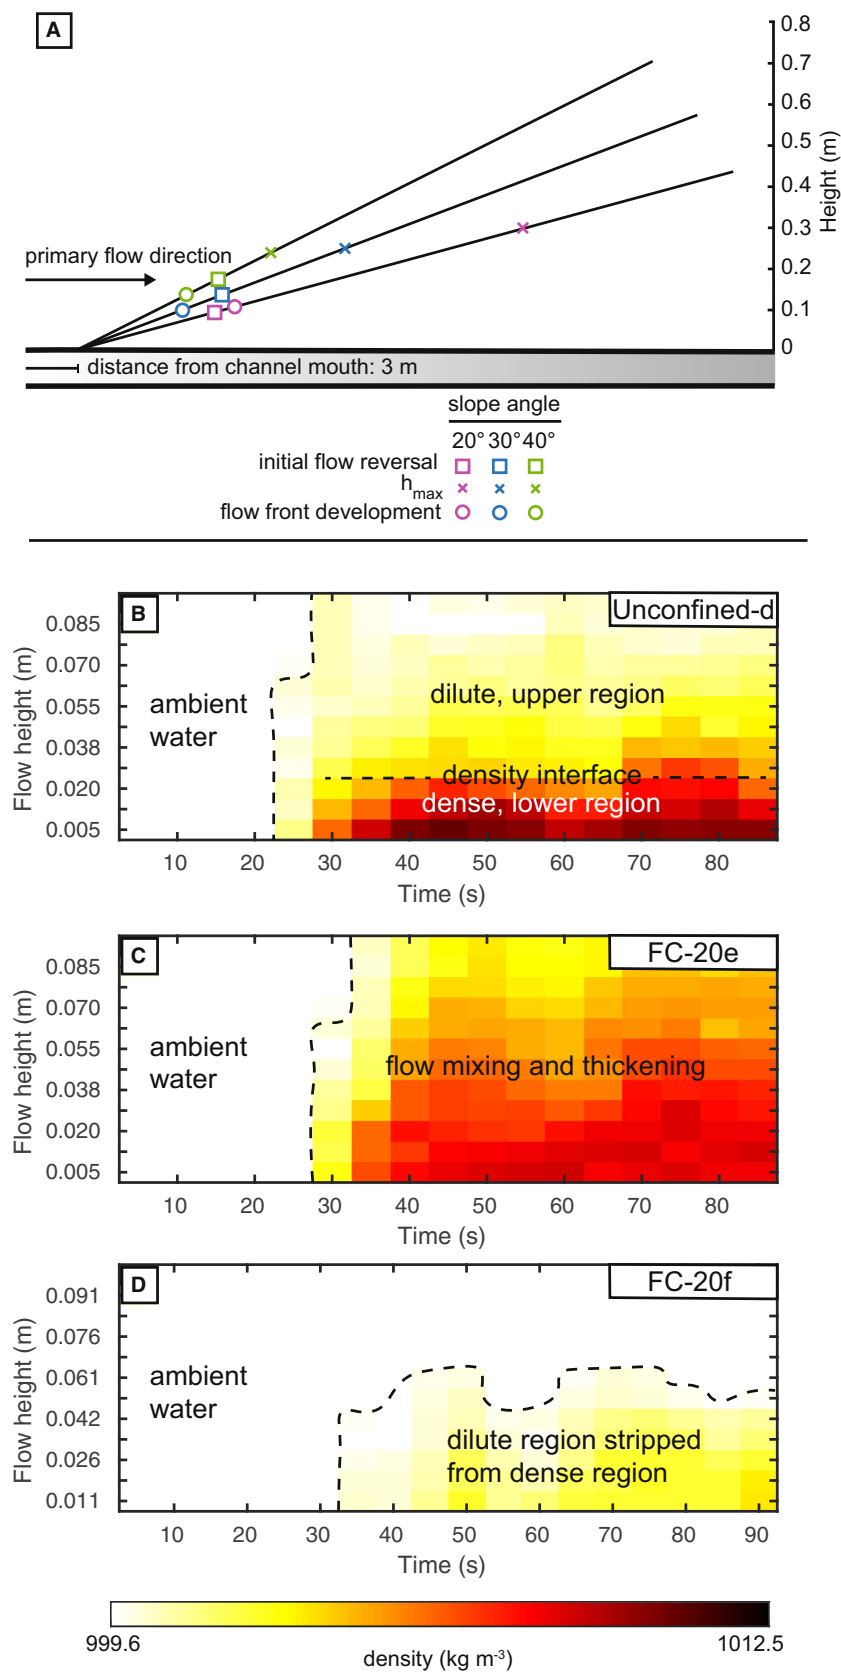 A
0.8
0.7
0.6
0.5
0.4
0.3
0.2
0.1
0
Height (m)
primary flow direction
distance from channel mouth: 3 m
slope angle
20° 30° 40°
initial flow reversal
hmax
flow front development
B
Unconfined-d
0.085
0.070
0.055
0.038
0.020
0.005
Flow height (m)
ambient
water
dilute, upper region
density interface
dense, lower region
10 20 30 40 50 60 70 80
Time (s)
C
FC-20e
0.085
0.070
0.055
0.038
0.020
0.005
Flow height (m)
ambient
water
flow mixing and thickening
10 20 30 40 50 60 70 80
Time (s)
D
FC-20f
0.091
0.076
0.061
0.042
0.026
0.011
Flow height (m)
ambient
water
dilute region stripped
from dense region
10 20 30 40 50 60 70 80 90
Time (s)
999.6
1012.5
density (kg m⁻³)